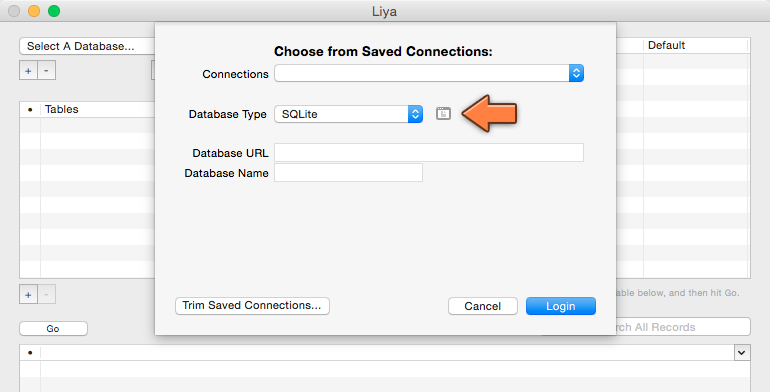 Liya
Select A Database...
Choose from Saved Connections:
Default
Connections
+ -
Tables
Database Type
SQLite
Database URL
Database Name
+ -
able below, and then hit Go.
Trim Saved Connections...
Cancel
Login
Go
ch All Records